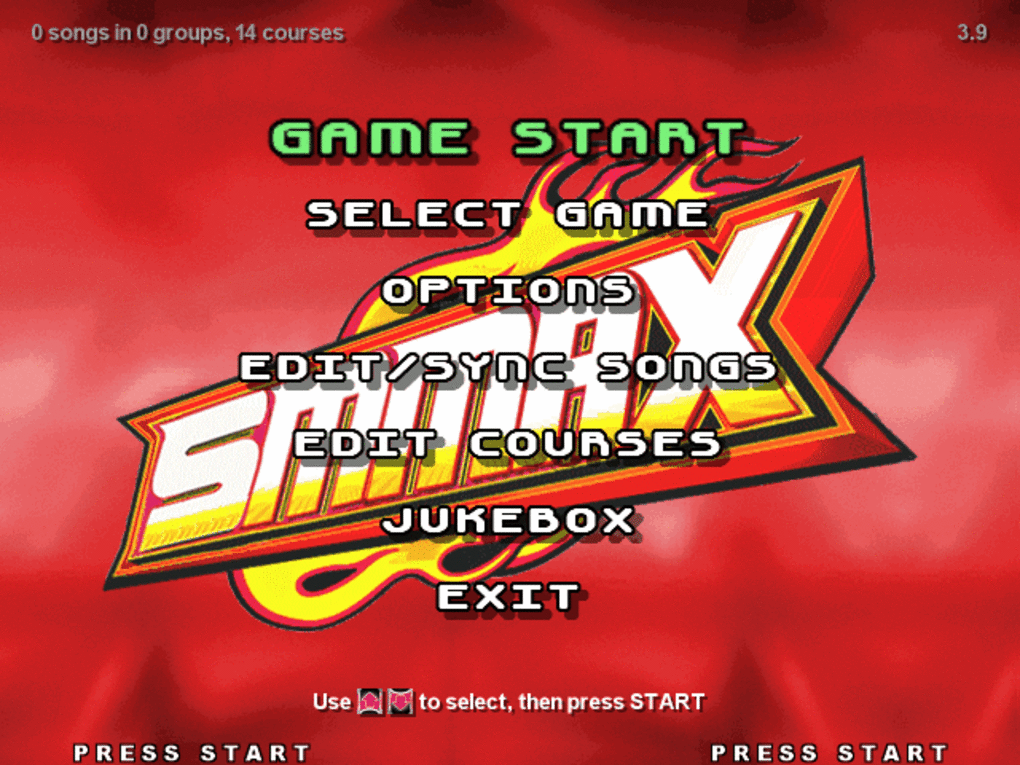 0 songs in 0 groups, 14 courses
3.9
GAME START
SELECT GAME
OPTIONS
EDIT/SYNC SONGS
EDIT COURSES
JUKEBOX
EXIT
SMMAX
Use to select, then press START
PRESS START
PRESS START